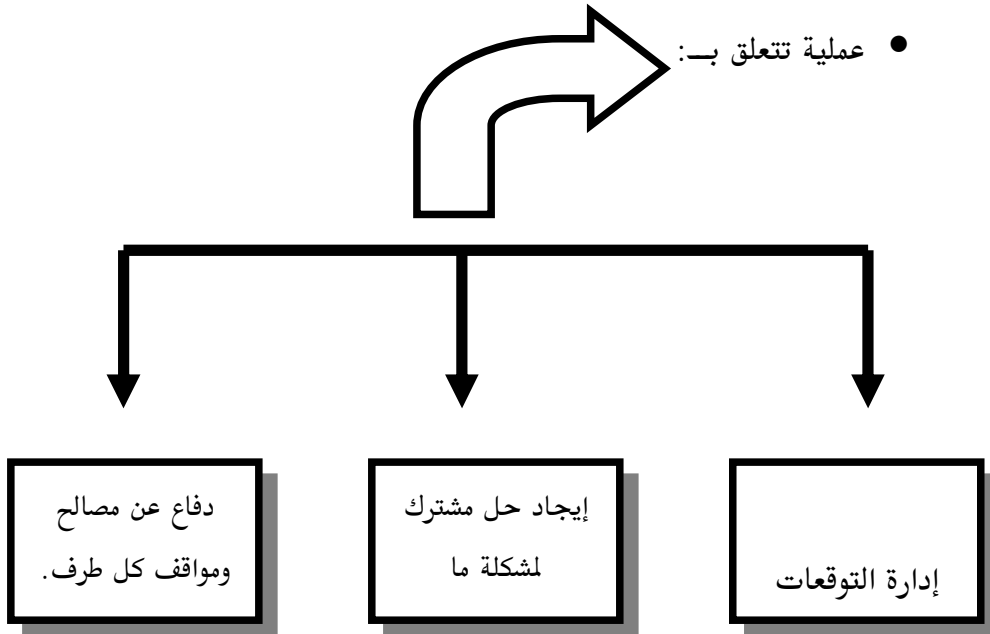 • عملية تتعلق بـــ:
إدارة التوقعات
إيجاد حل مشترك
لمشكلة ما
دفاع عن مصالح
ومواقف كل طرف.